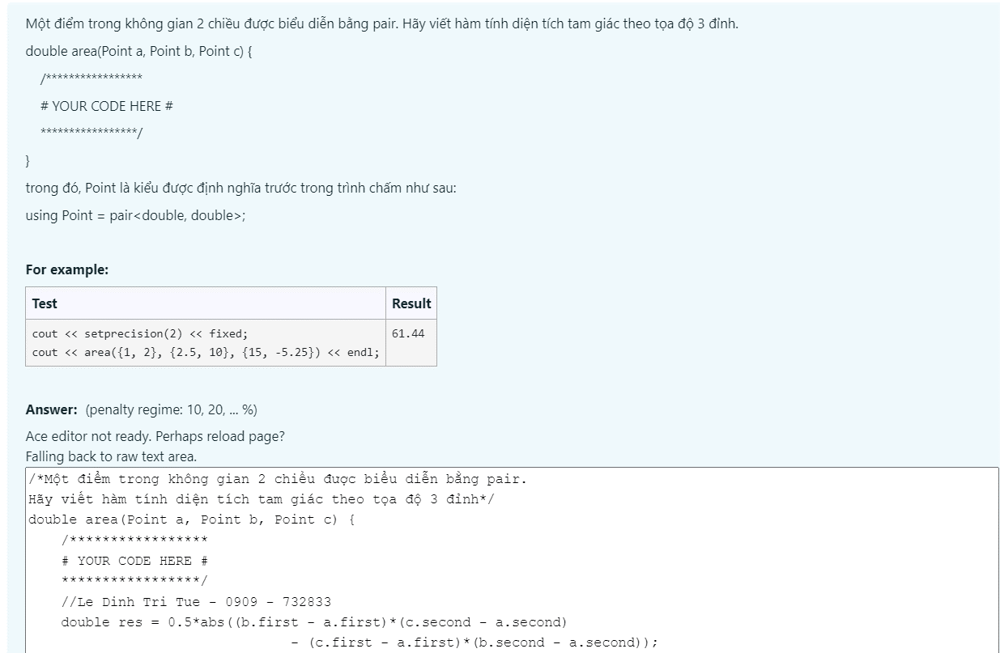 Một điểm trong không gian 2 chiều được biểu diễn bằng pair. Hãy viết hàm tính diện tích tam giác theo tọa độ 3 đỉnh.
double area(Point a, Point b, Point c) {
/*****************
# YOUR CODE HERE #
*****************/
}
trong đó, Point là kiểu được định nghĩa trước trong trình chấm như sau:
using Point = pair<double, double>;
For example:
Test Result
cout << setprecision(2) << fixed; 61.44
cout << area({1, 2}, {2.5, 10}, {15, -5.25}) << endl;
Answer: (penalty regime: 10, 20, ... %)
Ace editor not ready. Perhaps reload page?
Falling back to raw text area.
/*Một điểm trong không gian 2 chiều được biểu diễn bằng pair.
Hãy viết hàm tính diện tích tam giác theo tọa độ 3 đỉnh*/
double area(Point a, Point b, Point c) {
/*****************
# YOUR CODE HERE #
*****************/
//Le Dinh Tri Tue - 0909 - 732833
double res = 0.5*abs((b.first - a.first)*(c.second - a.second)
- (c.first - a.first)*(b.second - a.second));